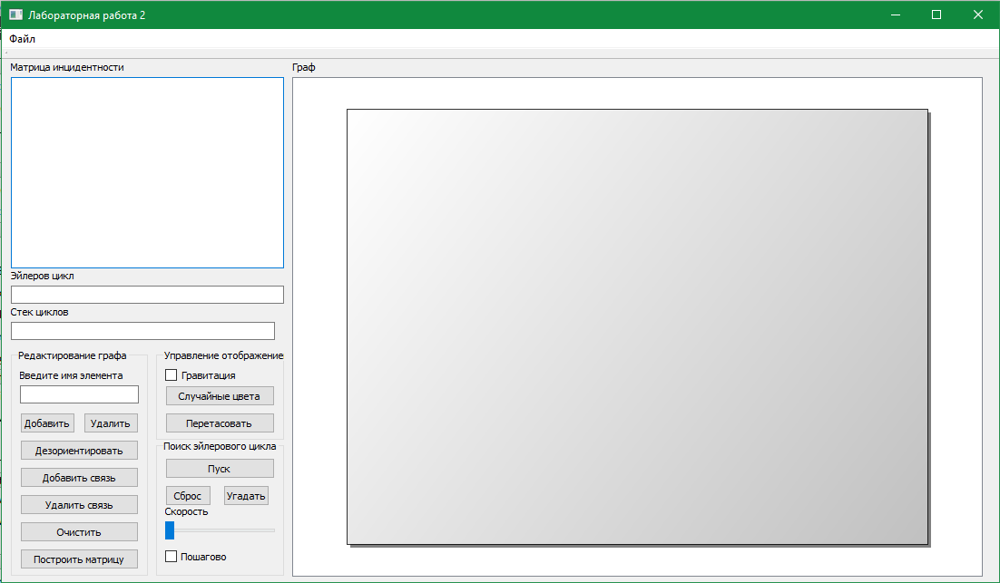 Лабораторная работа 2
Файл
Матрица инцидентности
Граф
Эйлеров цикл
Стек циклов
Редактирование графа
Введите имя элемента
Добавить
Удалить
Дезориентировать
Добавить связь
Удалить связь
Очистить
Построить матрицу
Управление отображение
Гравитация
Случайные цвета
Перетасовать
Поиск эйлерового цикла
Пуск
Сброс
Угадать
Скорость
Пошагово